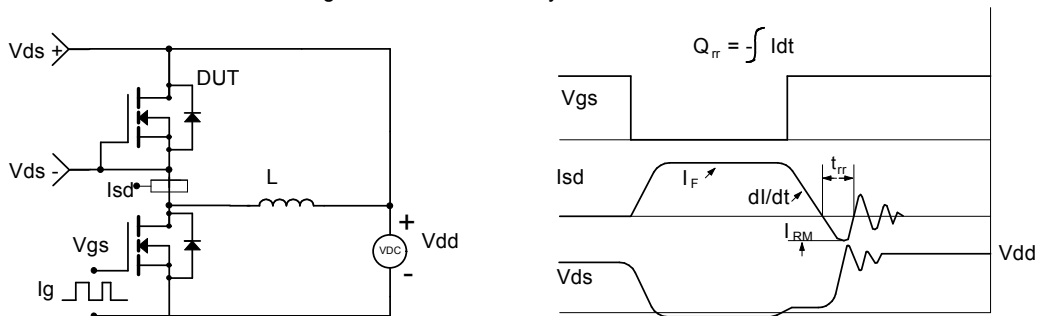 Vds +
DUT
Vds -
Isd
L
+
Vdd
VDC
-
Vgs
Ig
Qrr = -∫ Idt
Vgs
Isd
IF
dI/dt
trr
IRM
Vdd
Vds